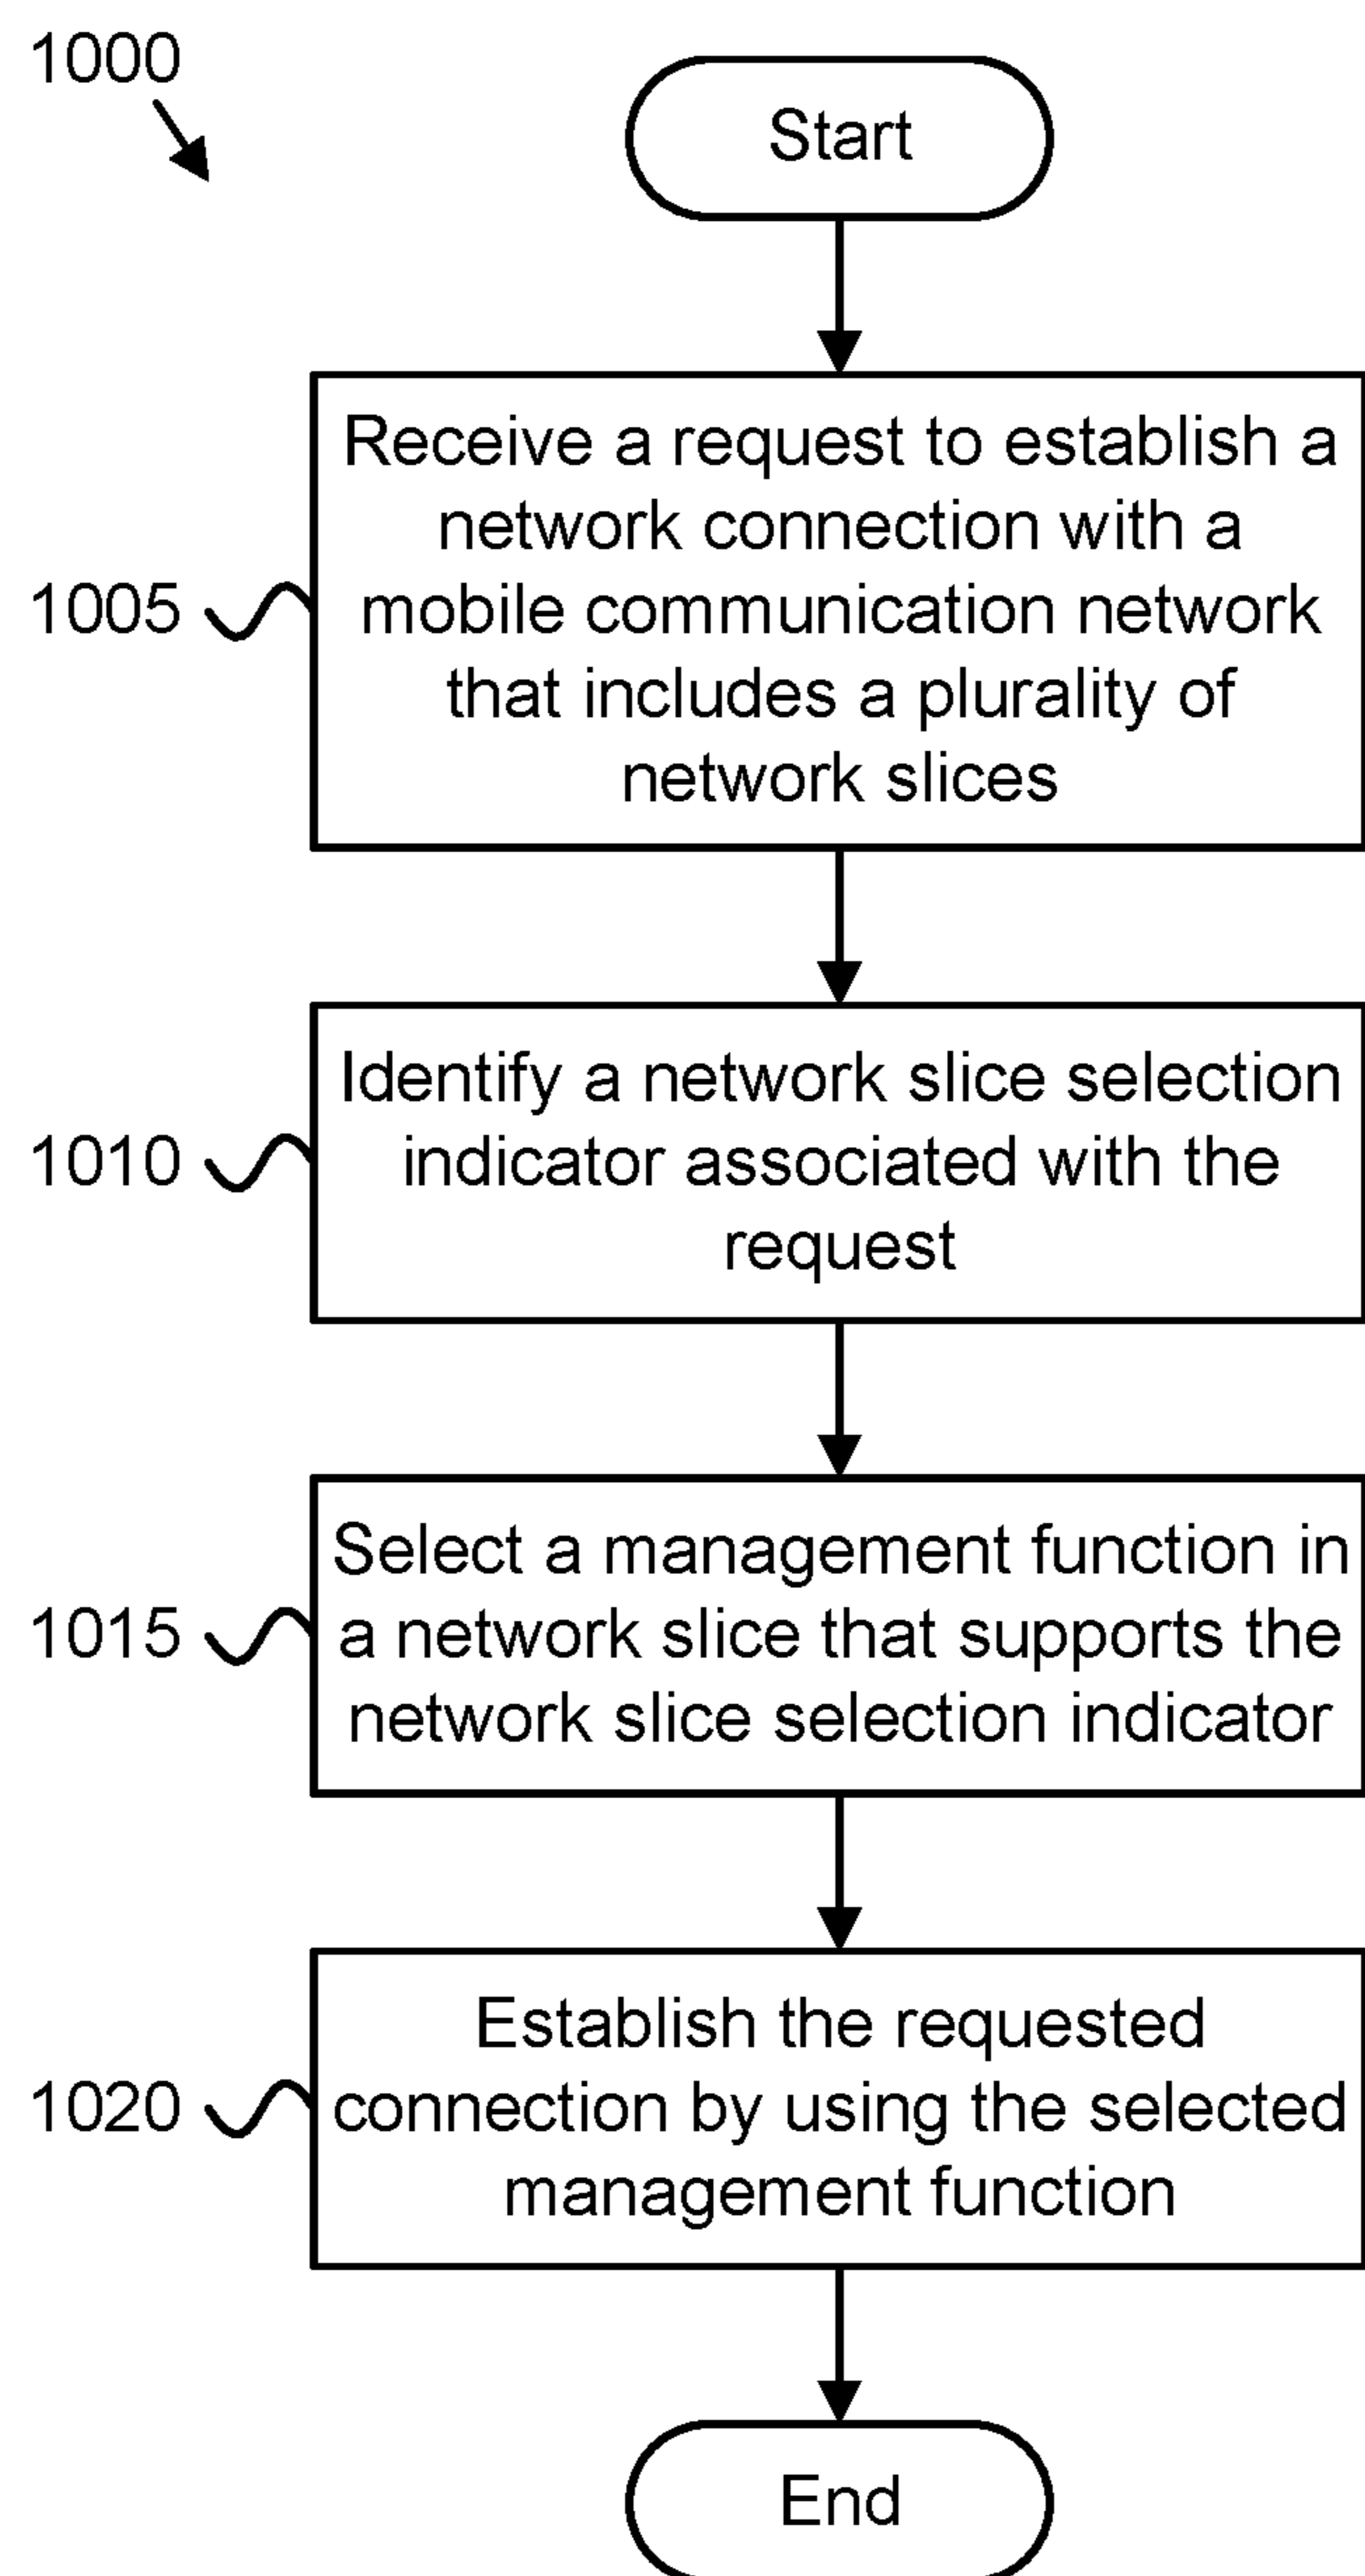 1000
Start
Receive a request to establish a
network connection with a
1005
mobile communication network
that includes a plurality of
network slices
Identify a network slice selection
1010
indicator associated with the
request
Select a management function in
1015
a network slice that supports the
network slice selection indicator
Establish the requested
1020
connection by using the selected
management function
End